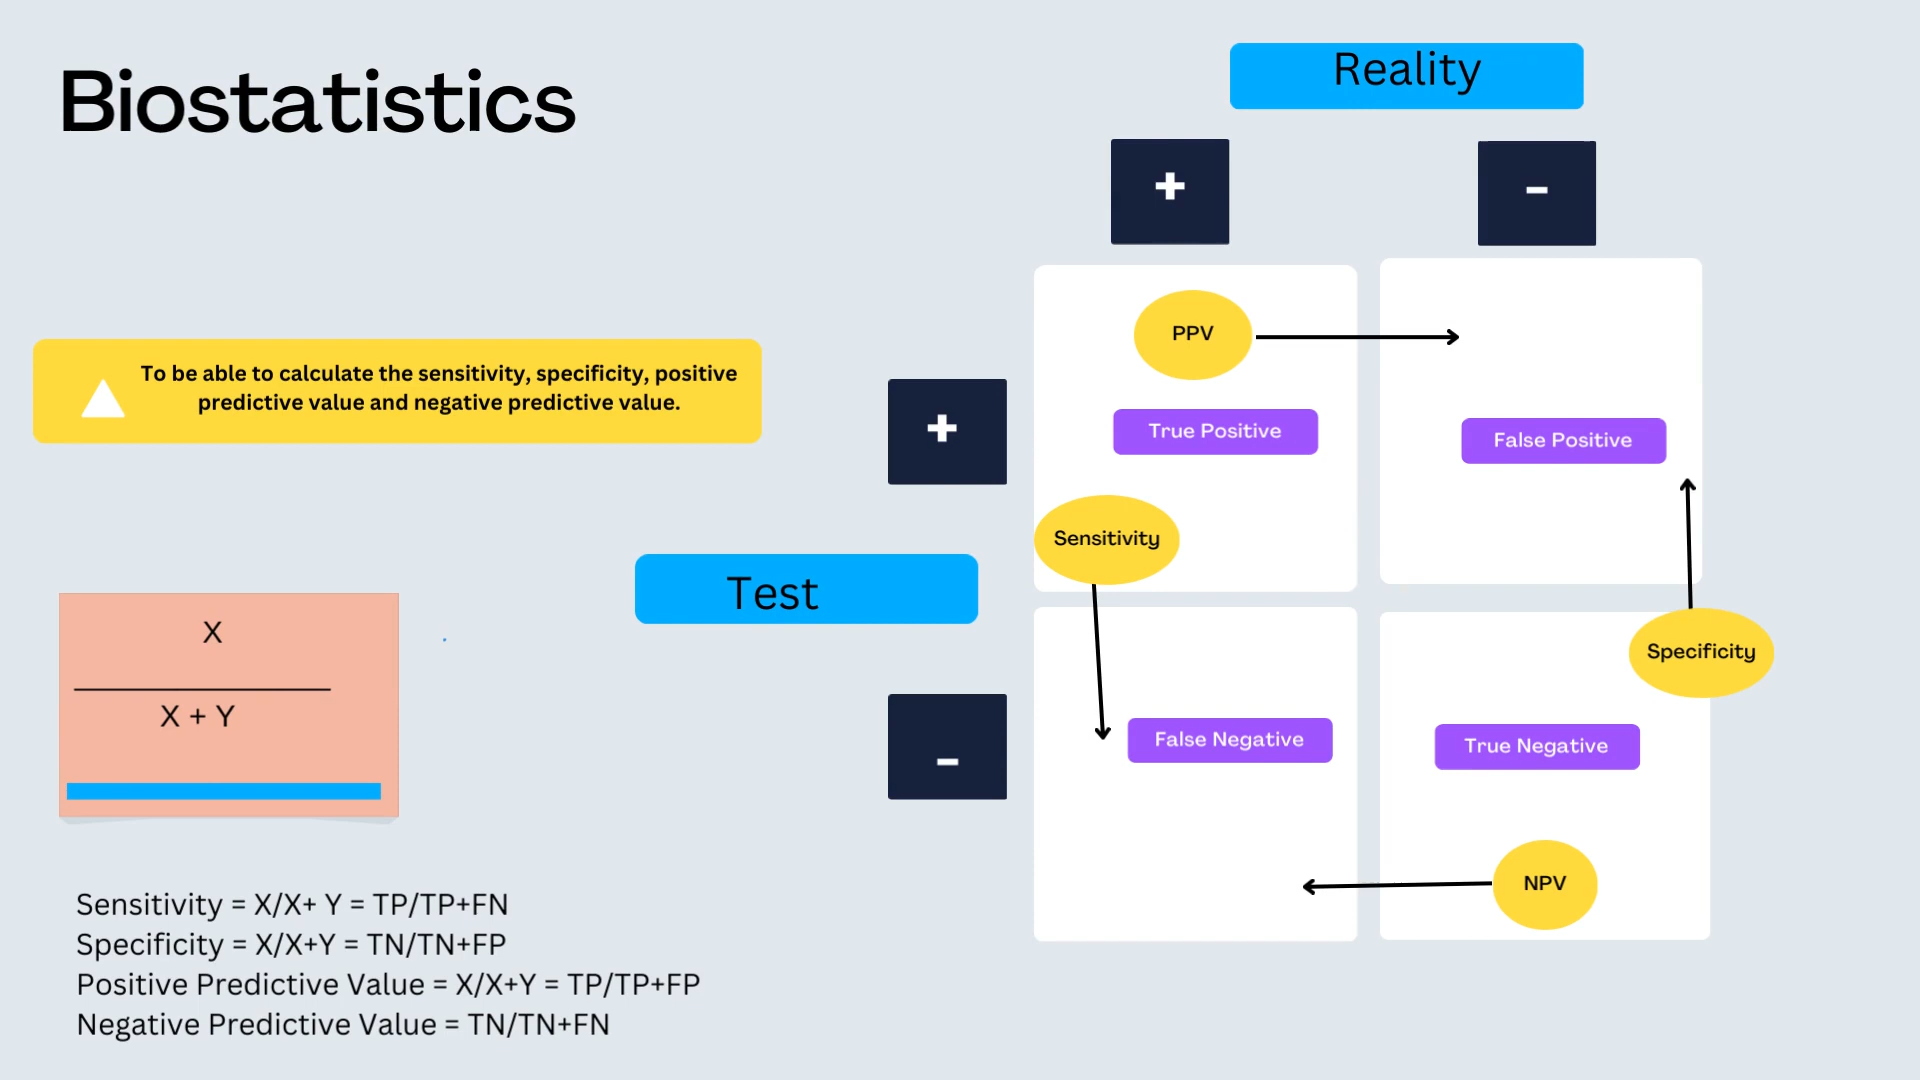 Biostatistics
Reality
+
-
To be able to calculate the sensitivity, specificity, positive
predictive value and negative predictive value.
PPV
+
True Positive
False Positive
Sensitivity
Test
X
X + Y
Specificity
-
False Negative
True Negative
NPV
Sensitivity = X/X+ Y = TP/TP+FN
Specificity = X/X+Y = TN/TN+FP
Positive Predictive Value = X/X+Y = TP/TP+FP
Negative Predictive Value = TN/TN+FN